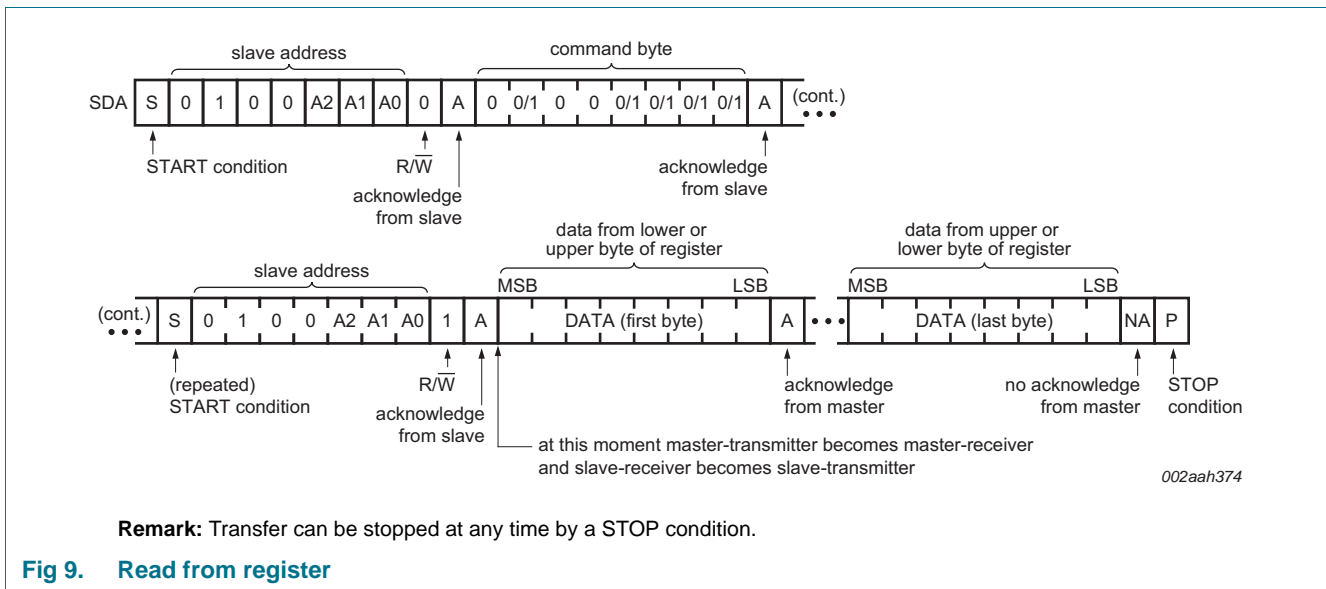 slave address
command byte
SDA S 0 1 0 0 A2 A1 A0 0 A 0 0/1 0 0 0/1 0/1 0/1 0/1 A (cont.)
START condition
R/W̅
acknowledge
from slave
acknowledge
from slave
data from lower or
upper byte of register
data from upper or
lower byte of register
slave address
MSB LSB MSB LSB
(cont.) S 0 1 0 0 A2 A1 A0 1 A DATA (first byte) A DATA (last byte) NA P
(repeated)
START condition
R/W̅
acknowledge
from slave
acknowledge
from master
no acknowledge
from master
STOP
condition
at this moment master-transmitter becomes master-receiver
and slave-receiver becomes slave-transmitter
002aah374
Remark: Transfer can be stopped at any time by a STOP condition.
Fig 9. Read from register